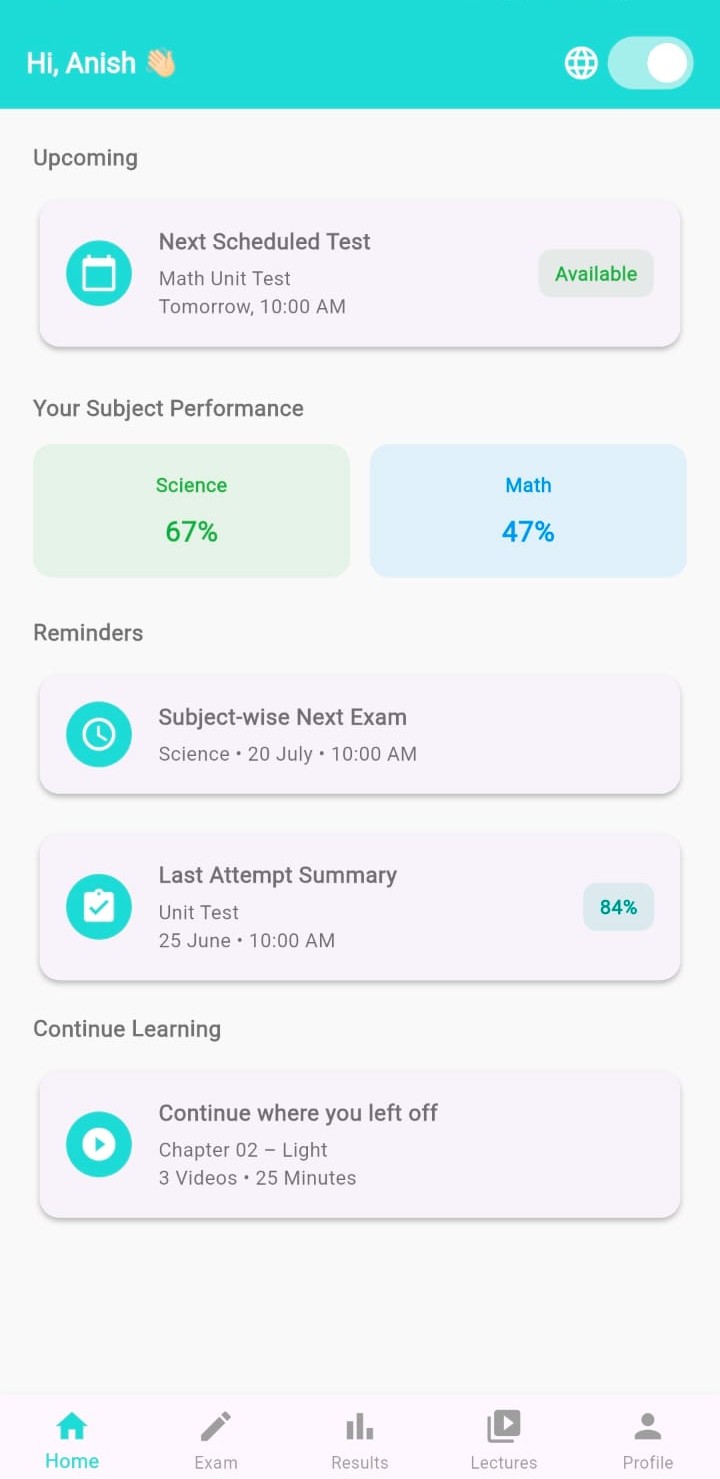 Hi, Anish 👋🏻
Upcoming
Next Scheduled Test
Math Unit Test
Tomorrow, 10:00 AM
Available
Your Subject Performance
Science
67%
Math
47%
Reminders
Subject-wise Next Exam
Science • 20 July • 10:00 AM
Last Attempt Summary
Unit Test
25 June • 10:00 AM
84%
Continue Learning
Continue where you left off
Chapter 02 – Light
3 Videos • 25 Minutes
Home
Exam
Results
Lectures
Profile